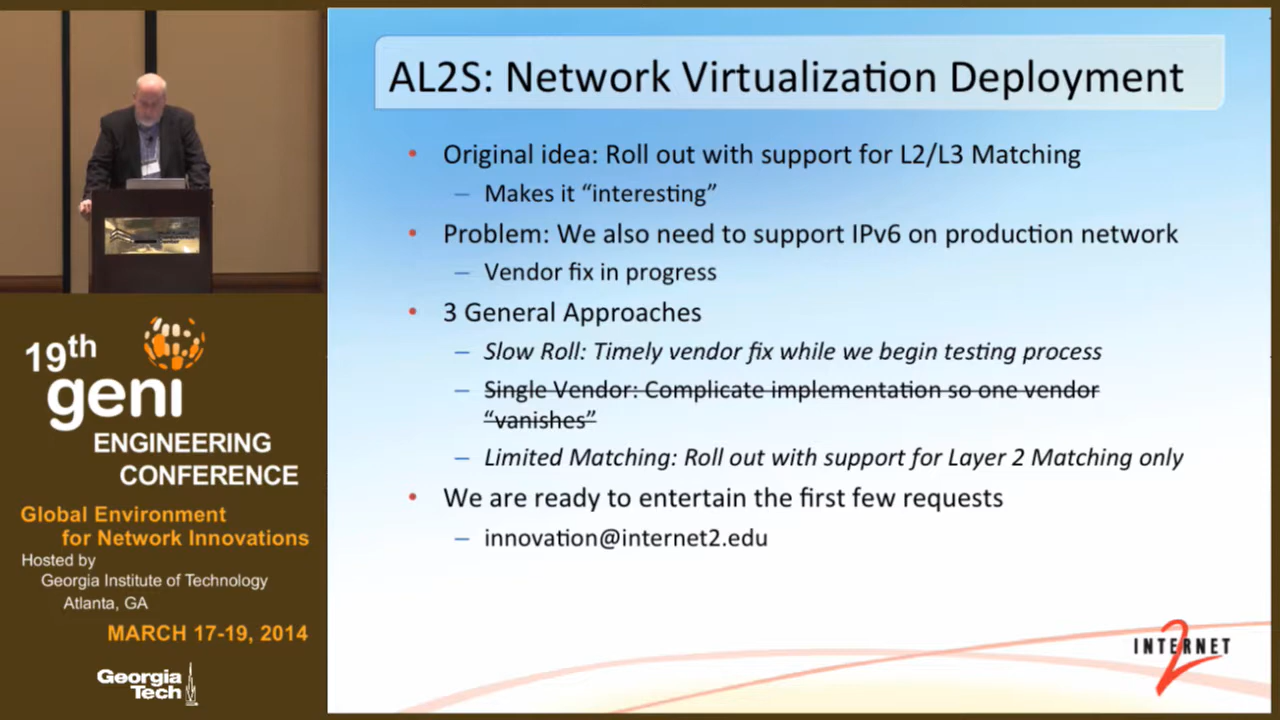 AL2S: Network Virtualization Deployment
• Original idea: Roll out with support for L2/L3 Matching
– Makes it “interesting”
• Problem: We also need to support IPv6 on production network
– Vendor fix in progress
• 3 General Approaches
– Slow Roll: Timely vendor fix while we begin testing process
– Single Vendor: Complicate implementation so one vendor
“vanishes”
– Limited Matching: Roll out with support for Layer 2 Matching only
• We are ready to entertain the first few requests
– innovation@internet2.edu
INTERNET
2
19th
geni
ENGINEERING
CONFERENCE
Global Environment
for Network Innovations
Hosted by
Georgia Institute of Technology
Atlanta, GA
MARCH 17-19, 2014
Georgia
Tech